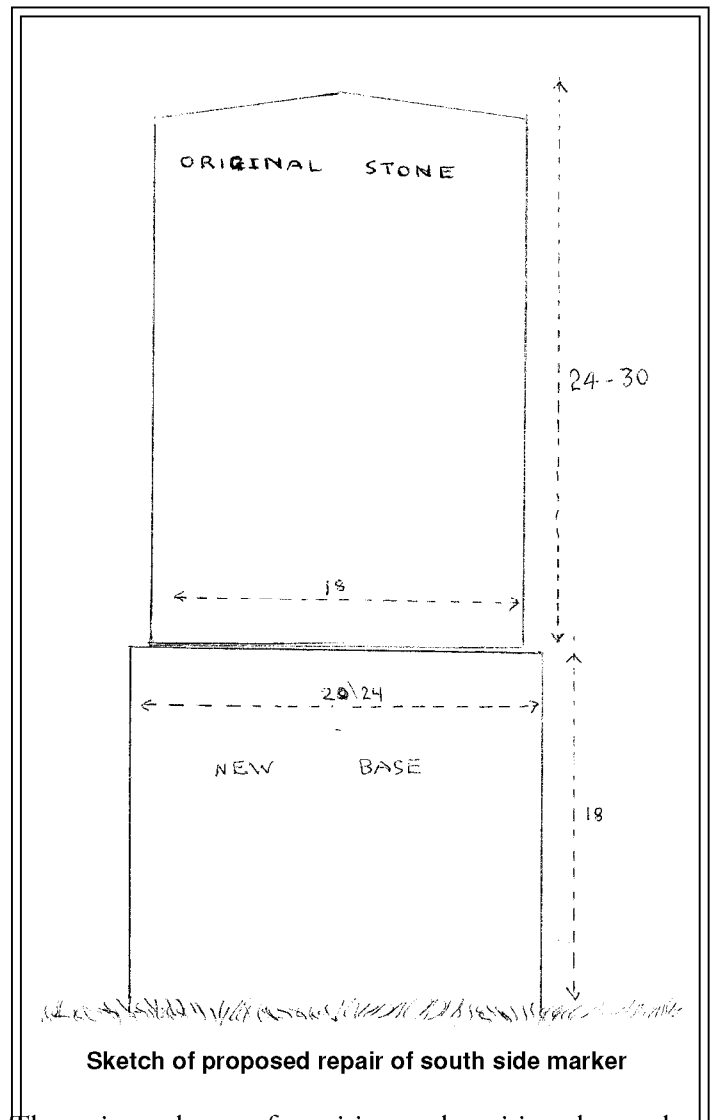 ORIGINAL STONE
24-30
18
20\24
NEW BASE
18
Sketch of proposed repair of south side marker